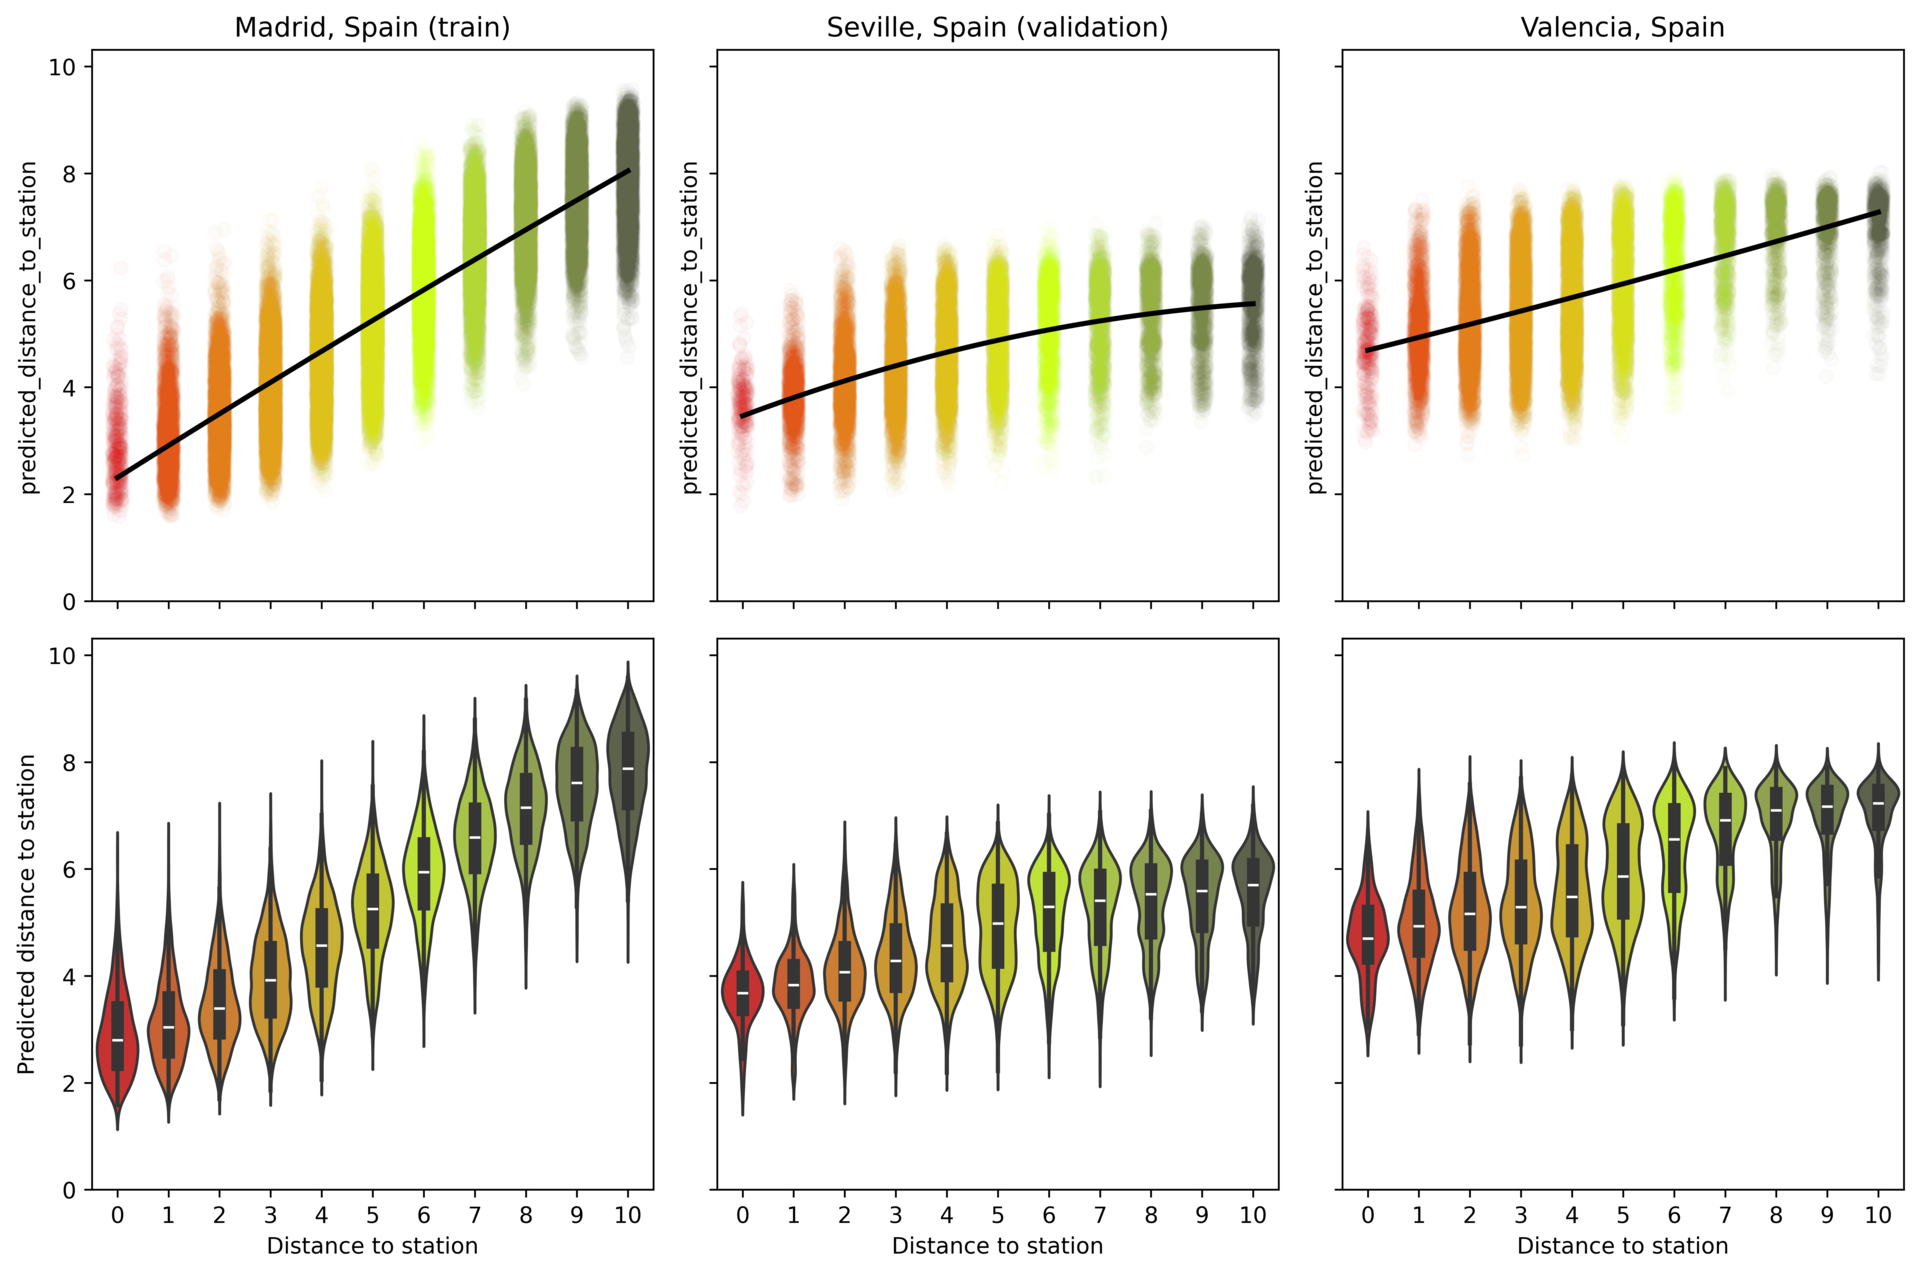 Madrid, Spain (train)
Seville, Spain (validation)
Valencia, Spain
predicted_distance_to_station
10
8
6
4
2
0
predicted_distance_to_station
predicted_distance_to_station
Predicted distance to station
10
8
6
4
2
0
0 1 2 3 4 5 6 7 8 9 10
Distance to station
0 1 2 3 4 5 6 7 8 9 10
Distance to station
0 1 2 3 4 5 6 7 8 9 10
Distance to station